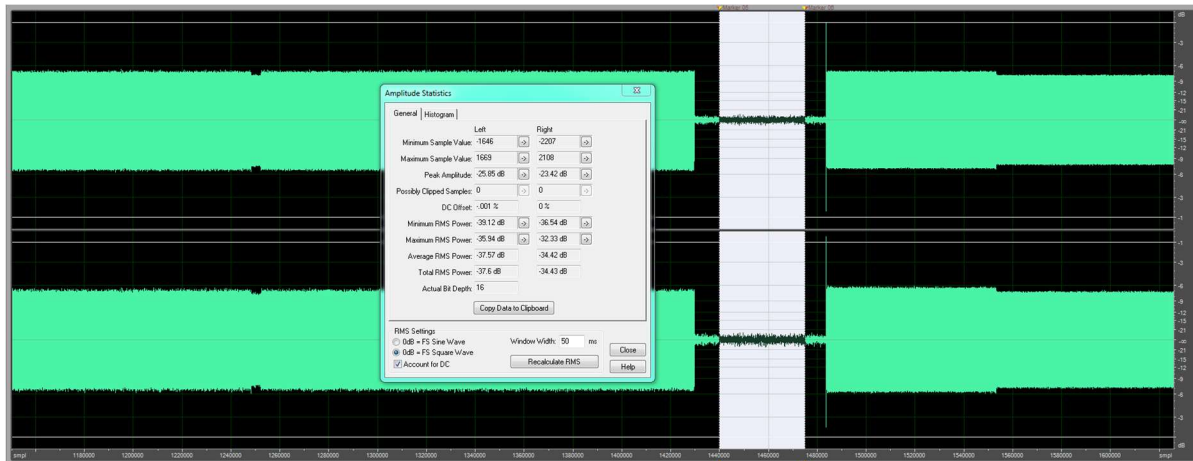 dB
-3
-6
-9
-12
-15
-21
-∞
-21
-15
-12
-9
-6
-3
-1
Amplitude Statistics
General Histogram
Left Right
Minimum Sample Value: -1646 -2207
Maximum Sample Value: 1669 2108
Peak Amplitude: -25.85 dB -23.42 dB
Possibly Clipped Samples: 0 0
DC Offset: -.001 % 0 %
Minimum RMS Power: -39.12 dB -36.54 dB
Maximum RMS Power: -35.94 dB -32.33 dB
Average RMS Power: -37.57 dB -34.42 dB
Total RMS Power: -37.6 dB -34.43 dB
Actual Bit Depth: 16
Copy Data to Clipboard
RMS Settings
0dB = FS Sine Wave
0dB = FS Square Wave
Account for DC
Window Width: 50 ms
Recalculate RMS
Close
Help
-1
-3
-6
-9
-12
-15
-21
-∞
-21
-15
-12
-9
-6
-3
dB
smpl 1180000 1200000 1220000 1240000 1260000 1280000 1300000 1320000 1340000 1360000 1380000 1400000 1420000 1440000 1460000 1480000 1500000 1520000 1540000 1560000 1580000 1600000 smpl